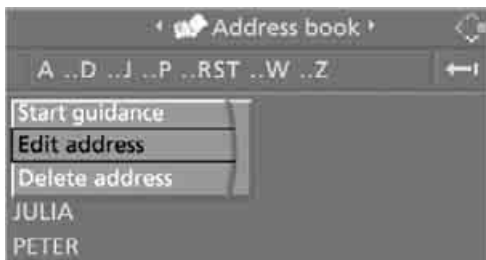 Address book
A ..D ..J ..P ..RST ..W ..Z
Start guidance
Edit address
Delete address
JULIA
PETER